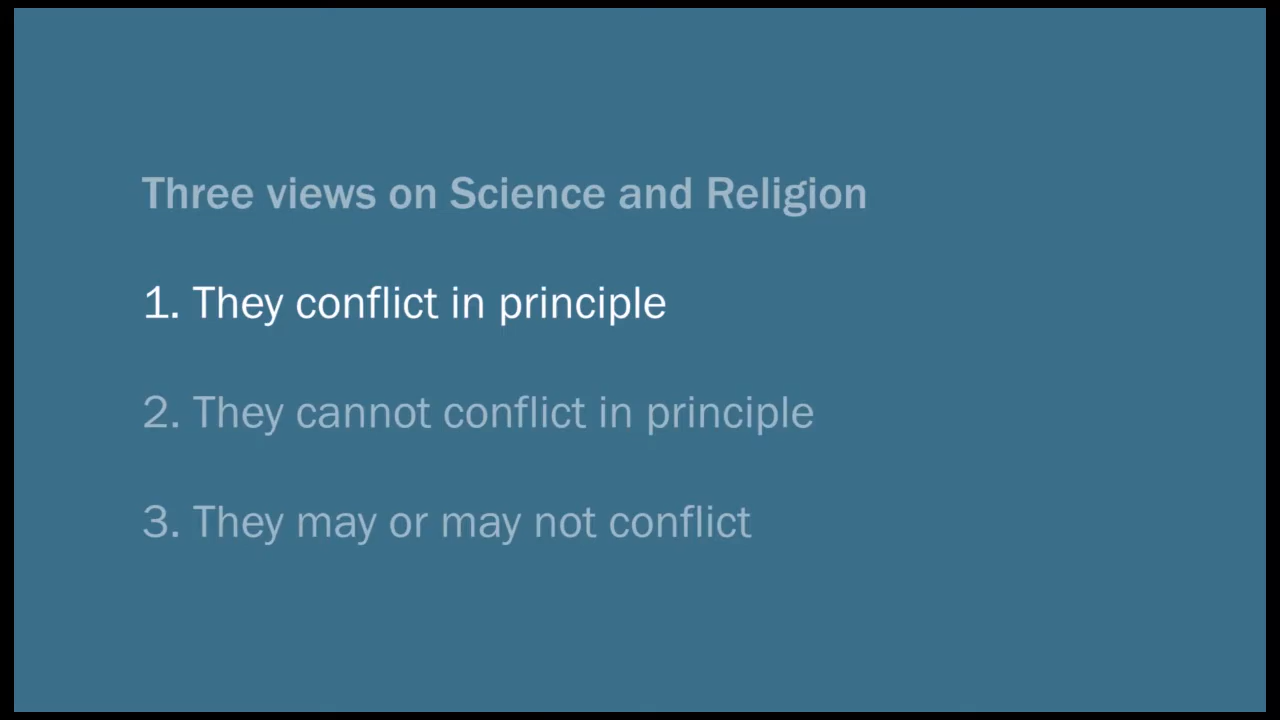 Three views on Science and Religion
1. They conflict in principle
2. They cannot conflict in principle
3. They may or may not conflict